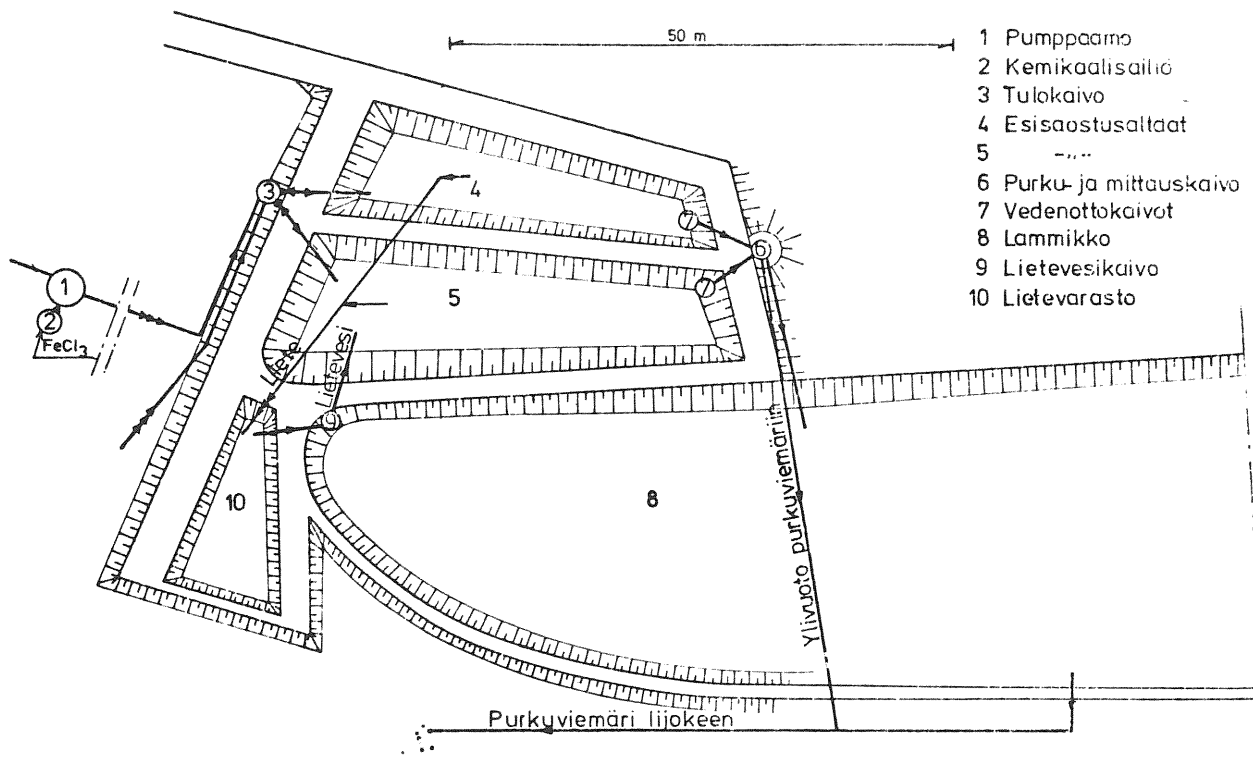 50 m
1 Pumppaamo
2 Kemikaalisailiö
3 Tulokaivo
4 Esisaostusaltaat
5 -„-
6 Purku- ja mittauskaivo
7 Vedenottokaivot
8 Lammikko
9 Lietevesikaivo
10 Lietevarasto
3
4
7
6
1
2
FeCl3
5
7
Liete
Lietevesi
9
10
8
Ylivuoto purkuviemäriin
Purkuviemäri Iijokeen